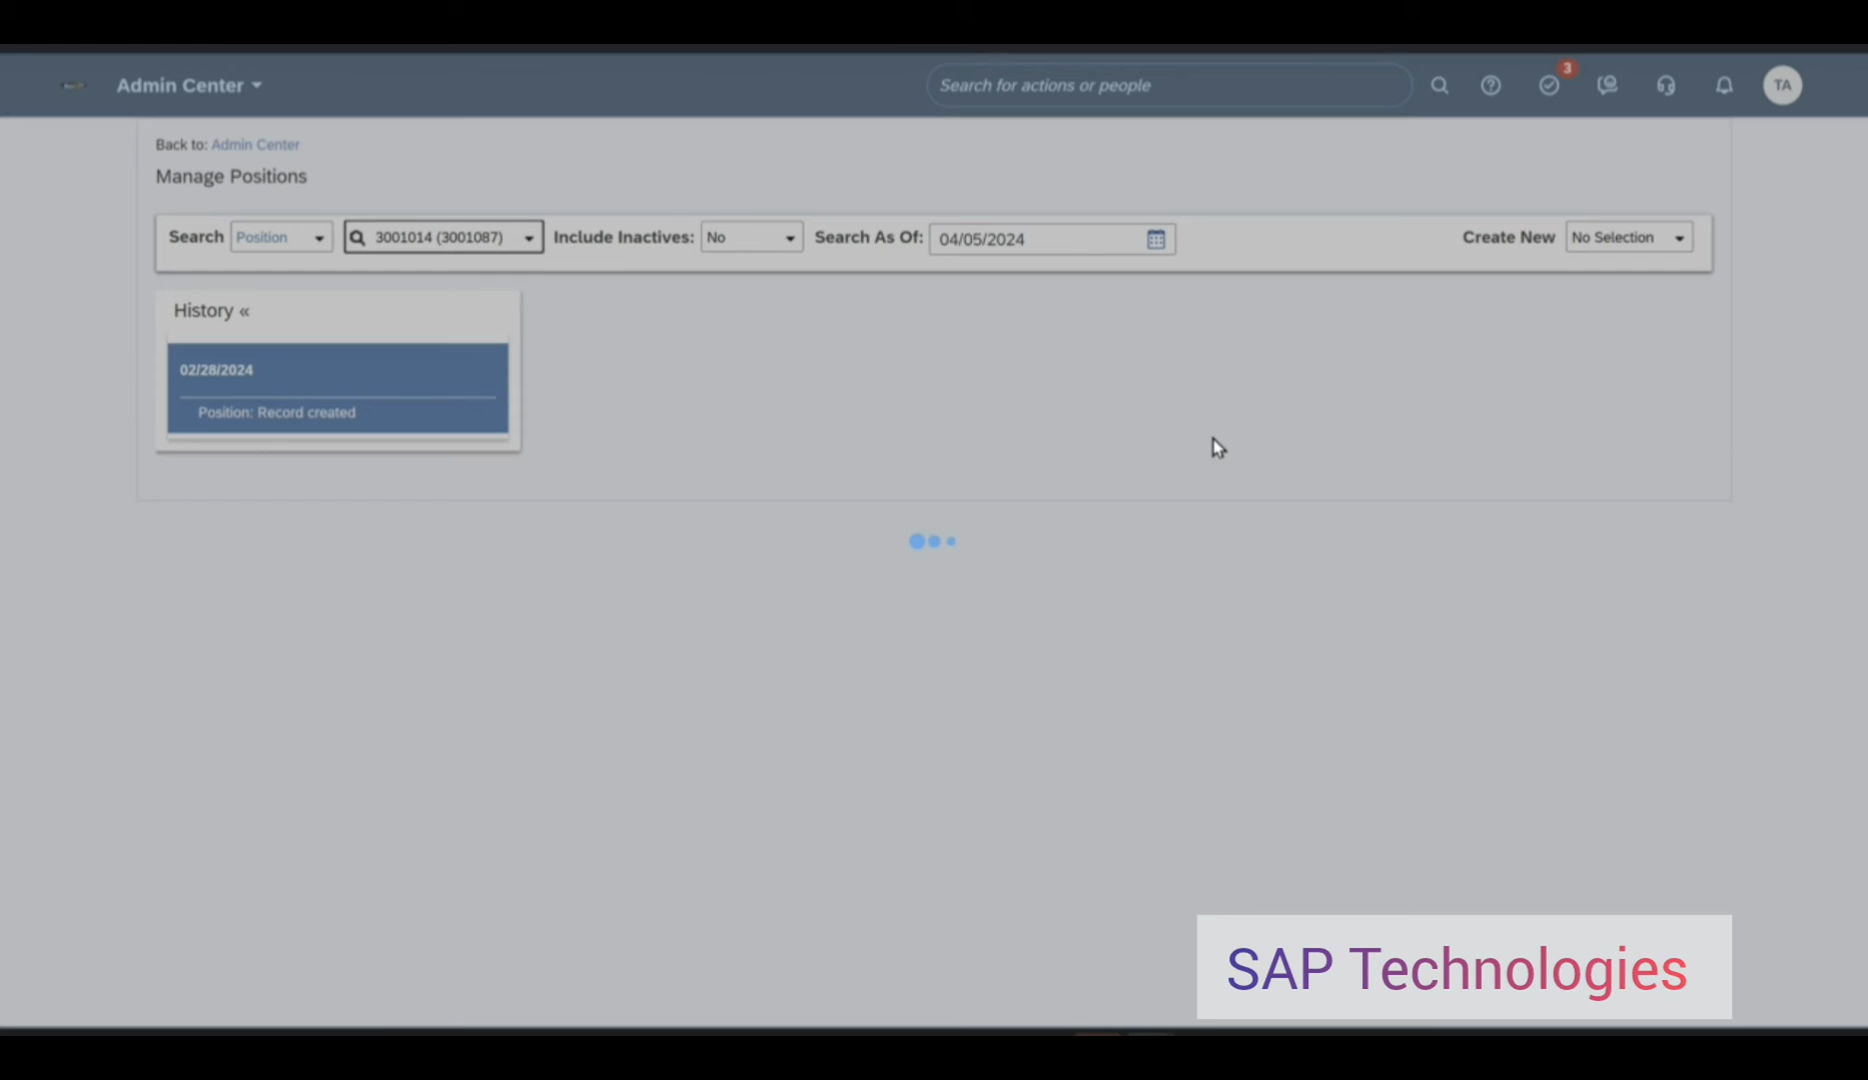 Admin Center
Search for actions or people
3
TA
Back to: Admin Center
Manage Positions
Search Position 3001014 (3001087) Include Inactives: No Search As Of: 04/05/2024 Create New No Selection
History «
02/28/2024
Position: Record created
SAP Technologies